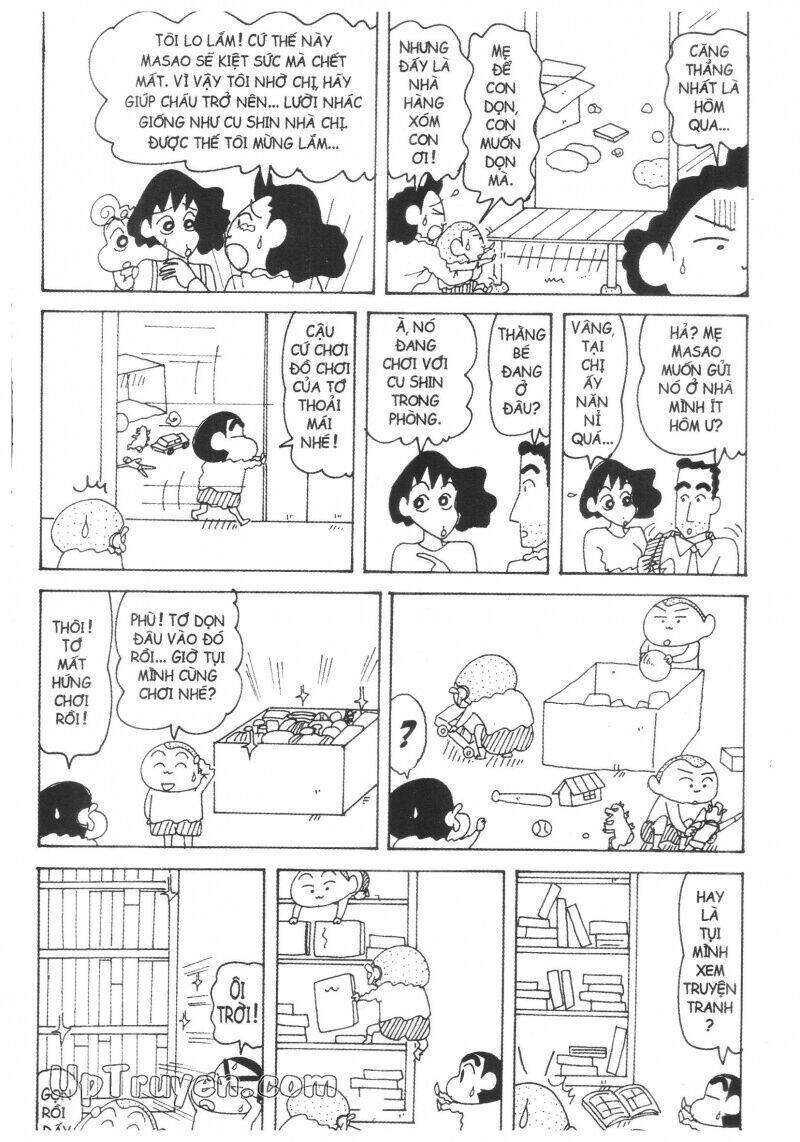 CĂNG
THẲNG
NHẤT LÀ
HÔM
QUA...
MẸ
ĐỂ
CON
DỌN,
CON
MUỐN
DỌN
MÀ.
NHƯNG
ĐẤY LÀ
NHÀ
HÀNG
XÓM
CON
ƠI!
TÔI LO LẮM! CỨ THẾ NÀY
MASAO SẼ KIỆT SỨC MÀ CHẾT
MẤT. VÌ VẬY TÔI NHỜ CHỊ, HÃY
GIÚP CHÁU TRỞ NÊN... LƯỜI NHÁC
GIỐNG NHƯ CU SHIN NHÀ CHỊ.
ĐƯỢC THẾ TÔI MỪNG LẮM...
HẢ? MẸ
MASAO
MUỐN GỬI
NÓ Ở NHÀ
MÌNH ÍT
HÔM Ư?
VÂNG,
TẠI
CHỊ
ẤY
NĂN
NỈ
QUÁ...
THẰNG
BÉ
ĐANG
Ở
ĐÂU?
À, NÓ
ĐANG
CHƠI VỚI
CU SHIN
TRONG
PHÒNG.
CẬU
CỨ CHƠI
ĐỒ CHƠI
CỦA TỚ
THOẢI
MÁI
NHÉ!
?
PHÙ! TỚ DỌN
ĐÂU VÀO ĐÓ
RỒI... GIỜ TỤI
MÌNH CÙNG
CHƠI NHÉ?
THÔI!
TỚ
MẤT
HỨNG
CHƠI
RỒI!
HAY
LÀ
TỤI
MÌNH
XEM
TRUYỆN
TRANH
?
ÔI
TRỜI!
GỌN
RỒI
UpTruyen.com